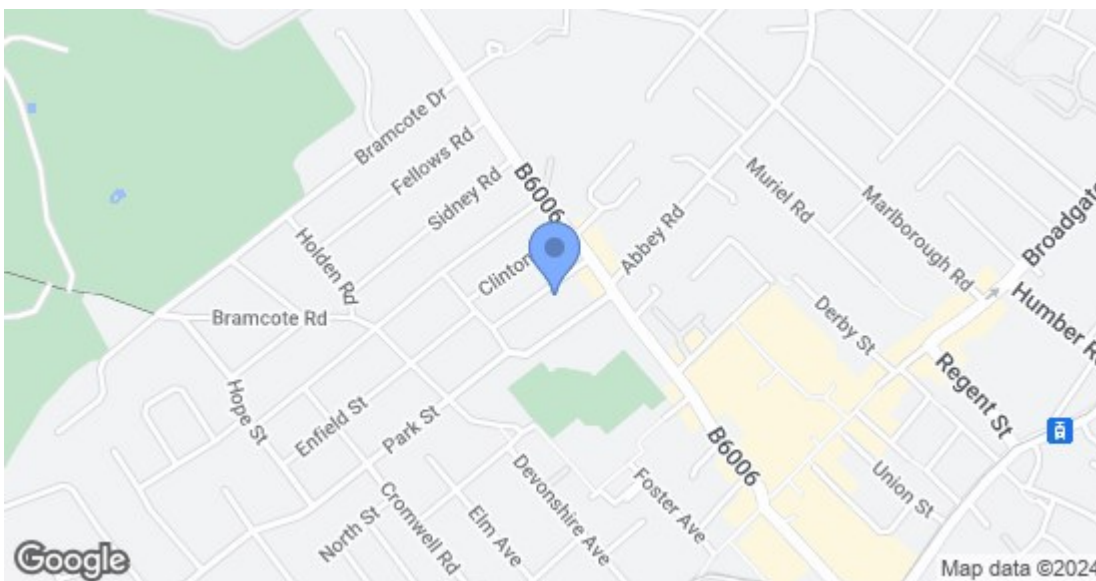 Bramcote Dr
Fellows Rd
Sidney Rd
B6006
Holden Rd
Clinton
Abbey Rd
Muriel Rd
Marlborough Rd
Broadgate
Humber R
Bramcote Rd
Derby St
Regent St
Hope St
Enfield St
Park St
B6006
Union St
Devonshire Ave
Foster Ave
North St
Cromwell Rd
Elm Ave
Google
Map data ©2024